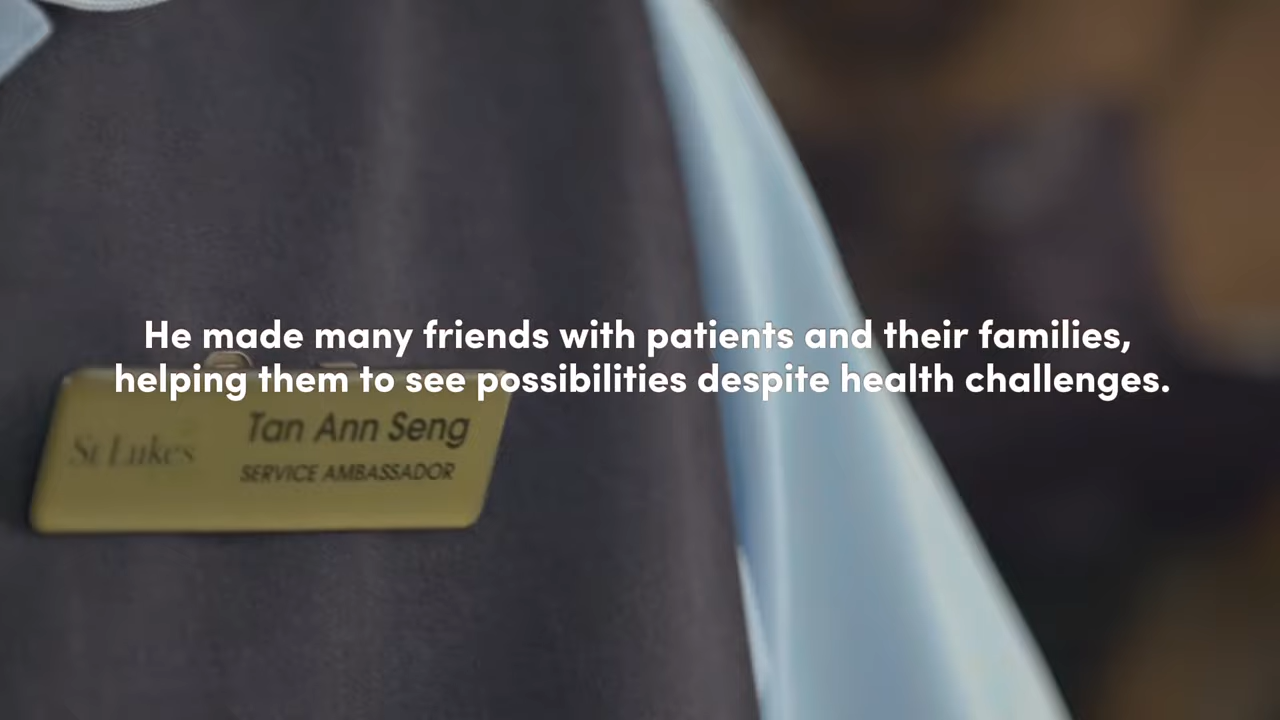 He made many friends with patients and their families,
helping them to see possibilities despite health challenges.
Tan Ann Seng
St Luke's
SERVICE AMBASSADOR